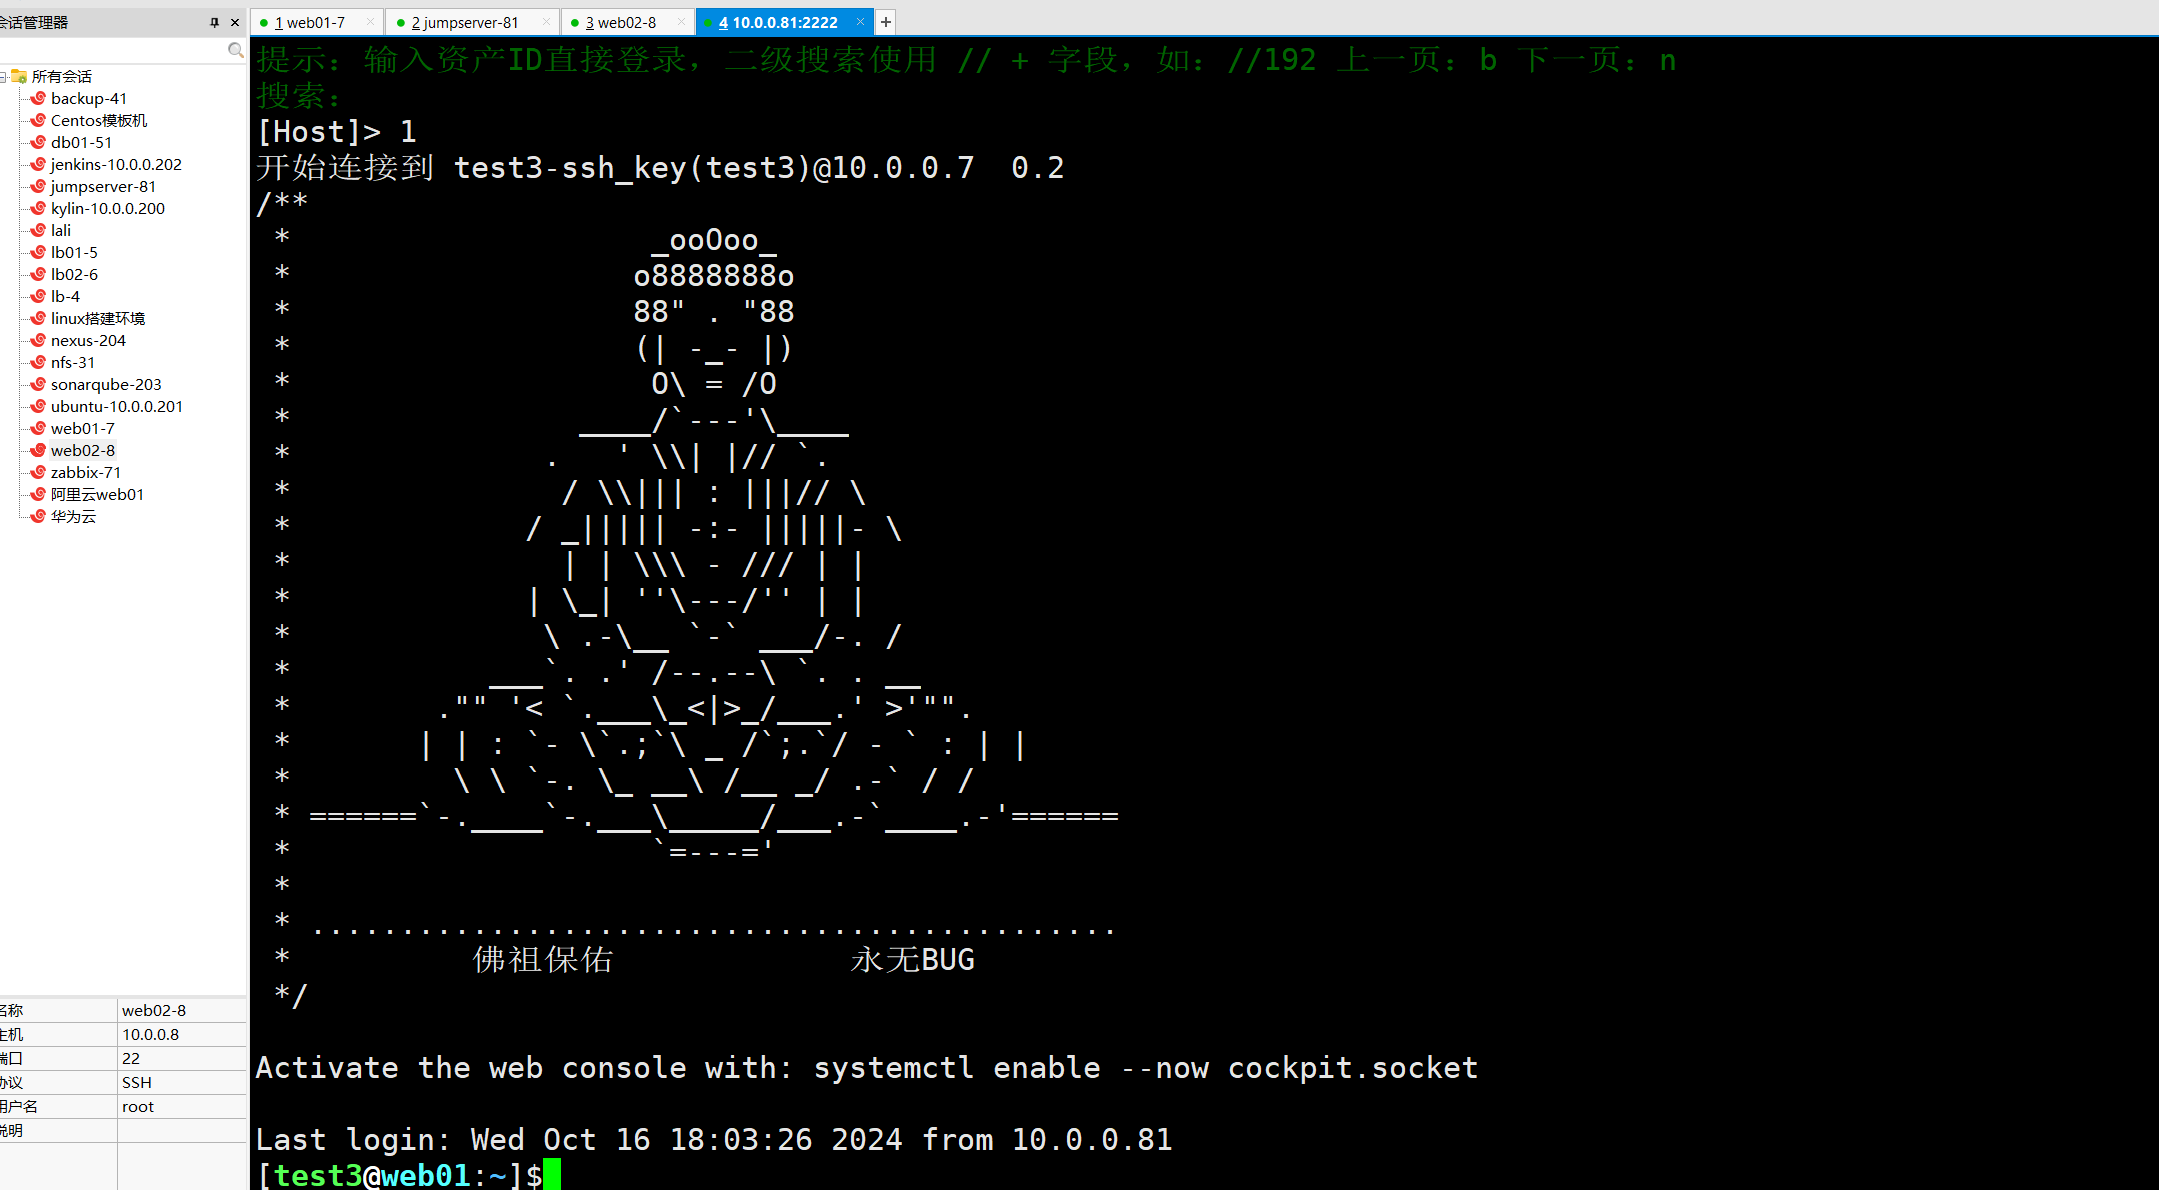 会话管理器
所有会话
backup-41
Centos模板机
db01-51
jenkins-10.0.0.202
jumpserver-81
kylin-10.0.0.200
lali
lb01-5
lb02-6
lb-4
linux搭建环境
nexus-204
nfs-31
sonarqube-203
ubuntu-10.0.0.201
web01-7
web02-8
zabbix-71
阿里云web01
华为云
名称 web02-8
主机 10.0.0.8
端口 22
协议 SSH
用户名 root
说明
1 web01-7 2 jumpserver-81 3 web02-8 4 10.0.0.81:2222 +
提示：输入资产ID直接登录，二级搜索使用 // + 字段，如：//192 上一页：b 下一页：n
搜索：
[Host]> 1
开始连接到 test3-ssh_key(test3)@10.0.0.7  0.2
/**
 *                    _ooOoo_
 *                   o8888888o
 *                   88" . "88
 *                   (| -_- |)
 *                    O\ = /O
 *                ____/`---'\____
 *              .   ' \\| |// `.
 *               / \\||| : |||// \
 *             / _||||| -:- |||||- \
 *               | | \\\ - /// | |
 *             | \_| ''\---/'' | |
 *              \ .-\__ `-` ___/-. /
 *           ___`. .' /--.--\ `. . __
 *        ."" '< `.___\_<|>_/___.' >'"".
 *       | | : `- \`.;`\ _ /`;.`/ - ` : | |
 *         \ \ `-. \_ __\ /__ _/ .-` / /
 * ======`-.____`-.___\_____/___.-`____.-'======
 *                    `=---='
 *
 * .............................................
 *          佛祖保佑             永无BUG
 */
Activate the web console with: systemctl enable --now cockpit.socket
Last login: Wed Oct 16 18:03:26 2024 from 10.0.0.81
[test3@web01:~]$